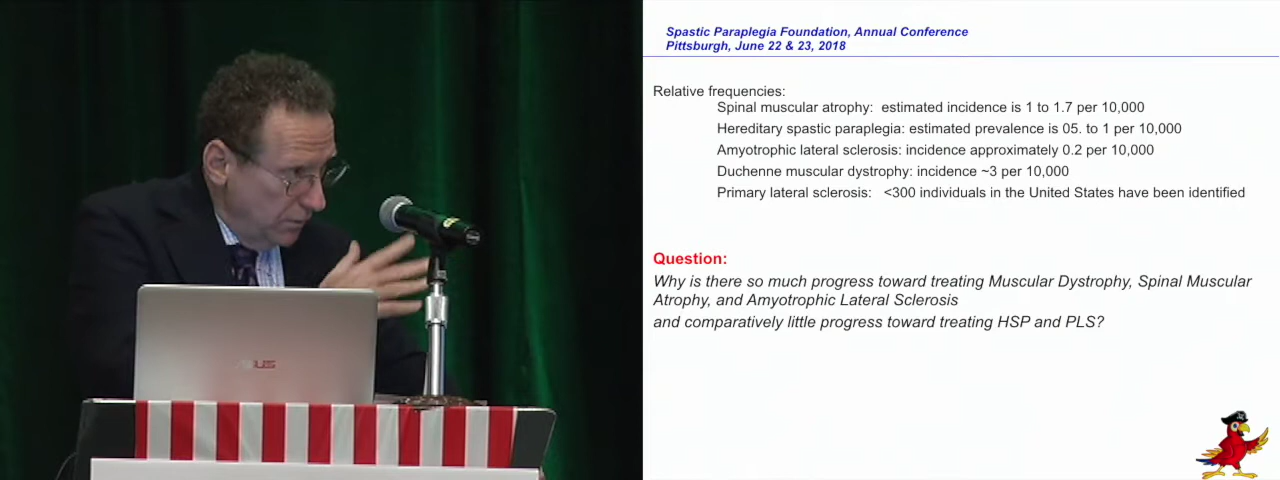 Spastic Paraplegia Foundation, Annual Conference
Pittsburgh, June 22 & 23, 2018
Relative frequencies:
Spinal muscular atrophy: estimated incidence is 1 to 1.7 per 10,000
Hereditary spastic paraplegia: estimated prevalence is 05. to 1 per 10,000
Amyotrophic lateral sclerosis: incidence approximately 0.2 per 10,000
Duchenne muscular dystrophy: incidence ~3 per 10,000
Primary lateral sclerosis: <300 individuals in the United States have been identified
Question:
Why is there so much progress toward treating Muscular Dystrophy, Spinal Muscular
Atrophy, and Amyotrophic Lateral Sclerosis
and comparatively little progress toward treating HSP and PLS?
ASUS